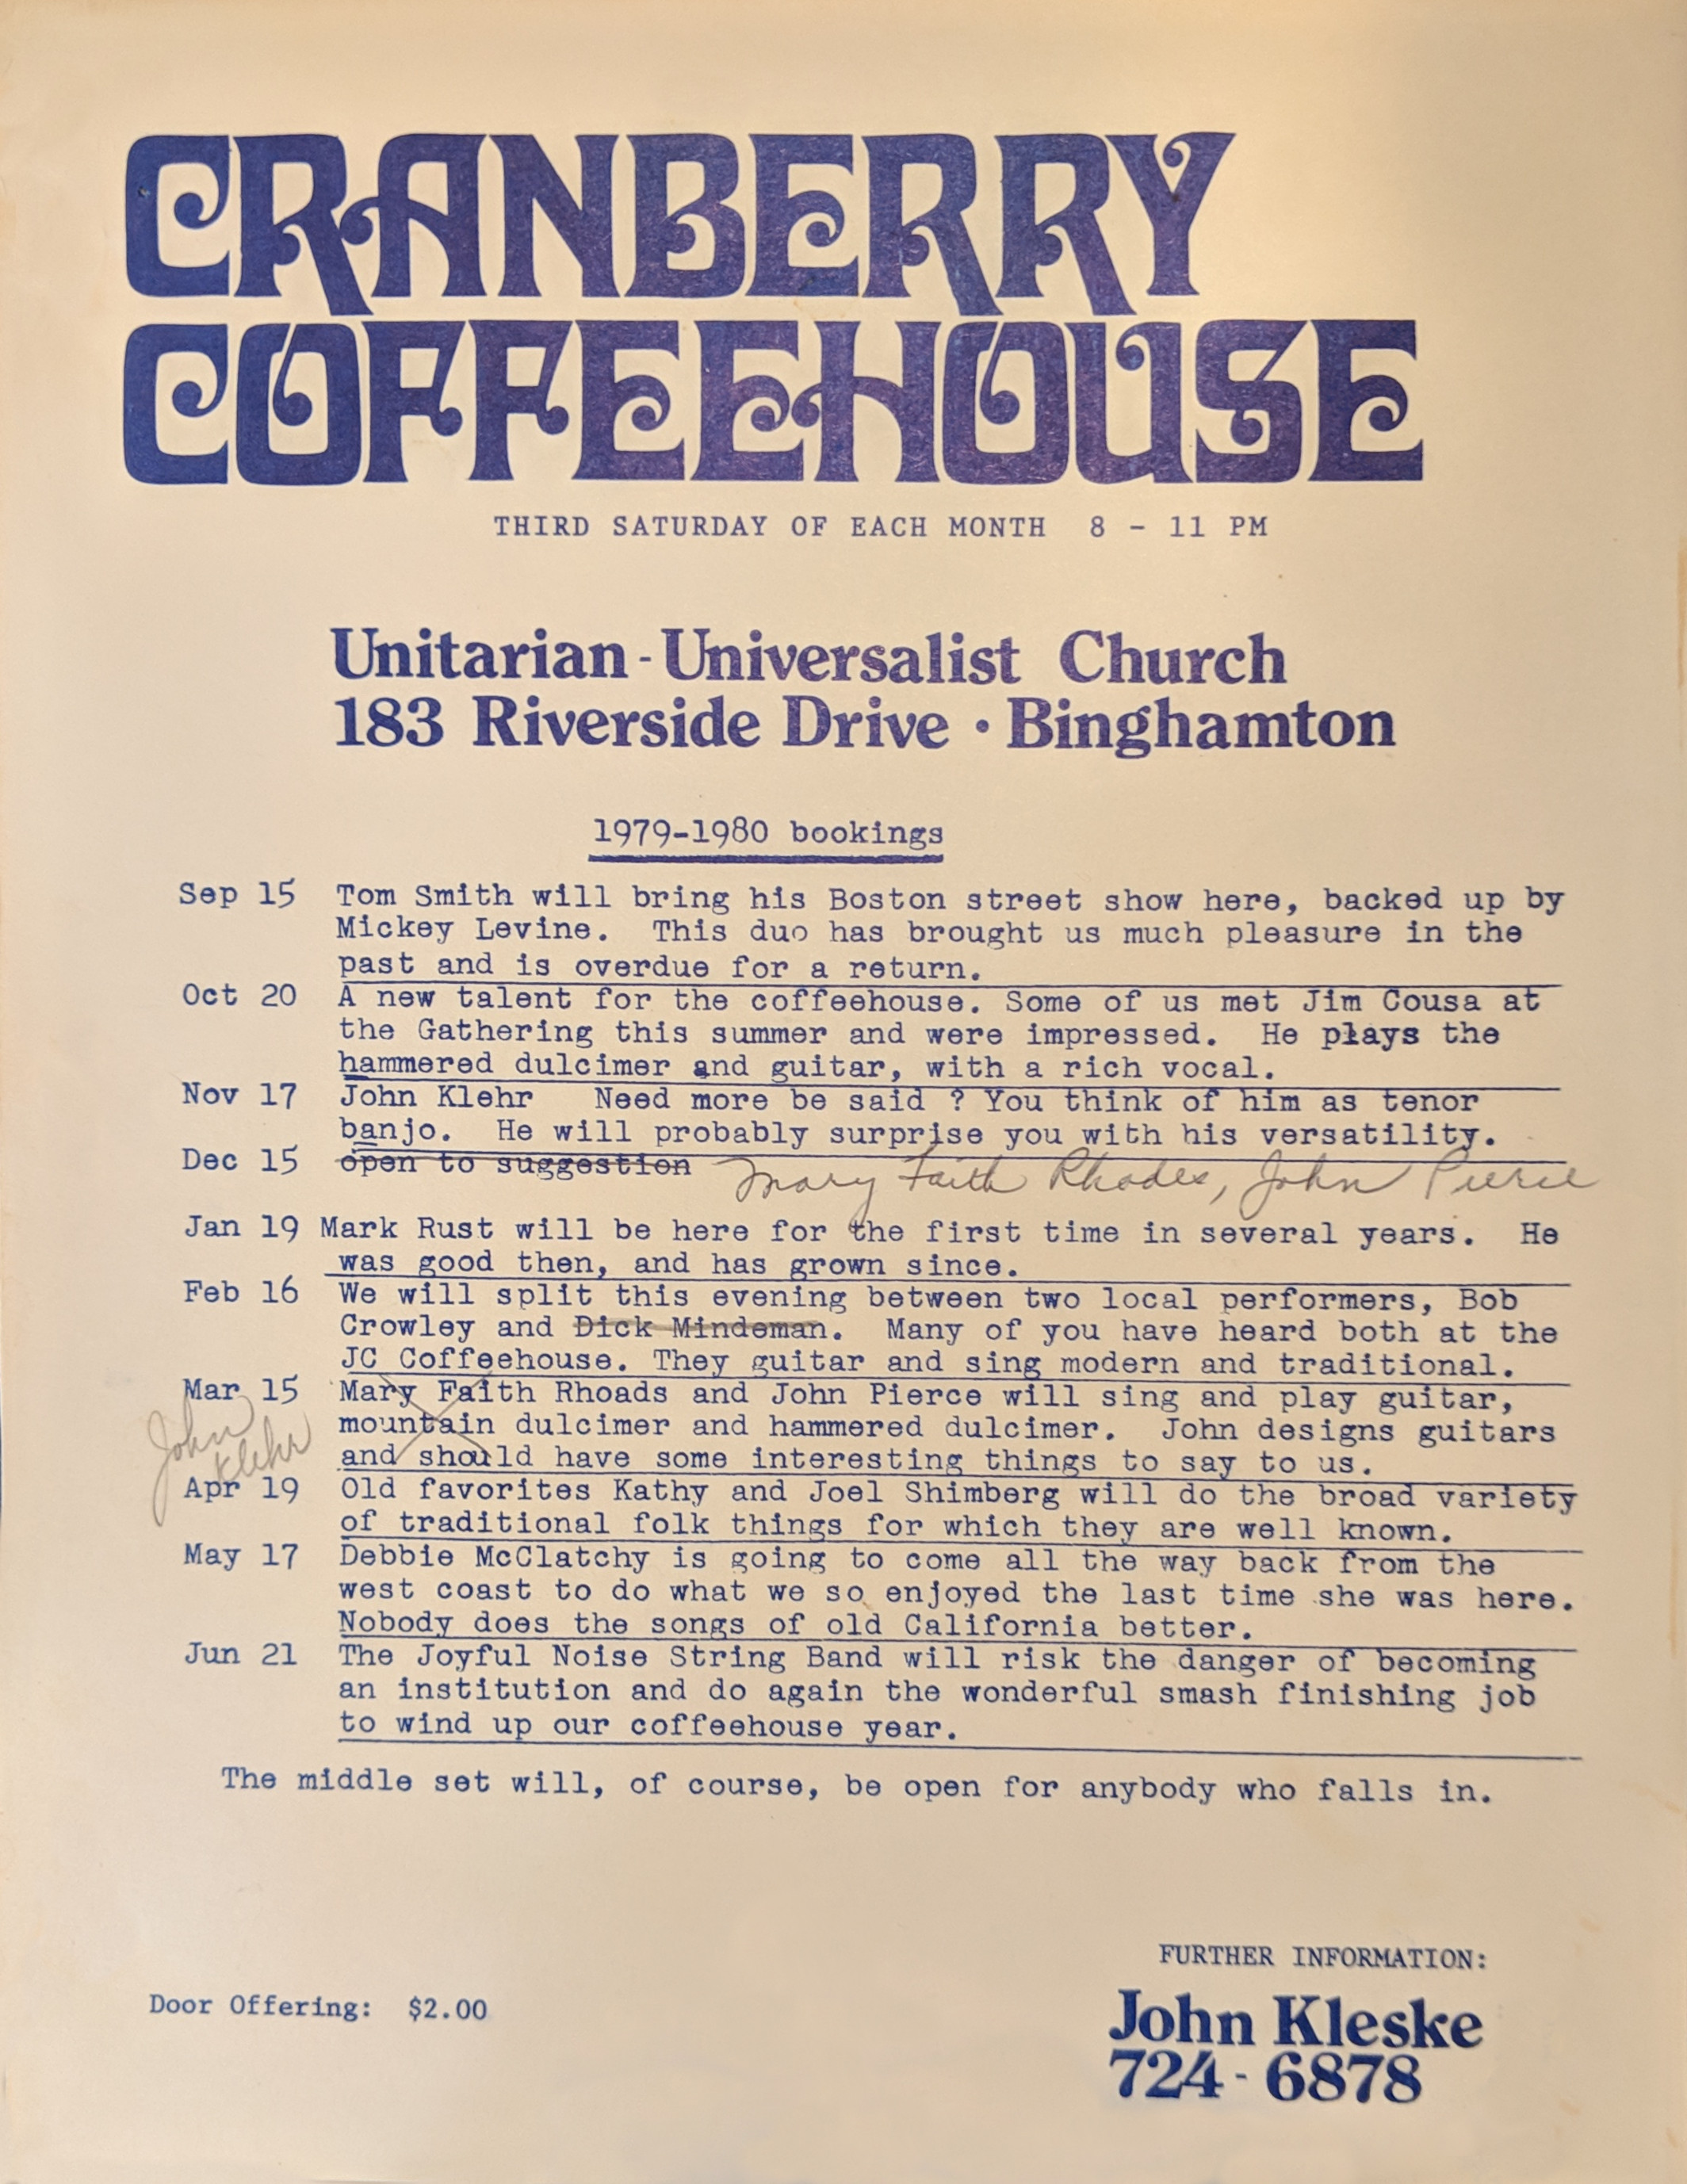 CRANBERRY
COFFEEHOUSE
THIRD SATURDAY OF EACH MONTH 8 - 11 PM
Unitarian-Universalist Church
183 Riverside Drive • Binghamton
1979-1980 bookings
Sep 15 Tom Smith will bring his Boston street show here, backed up by
Mickey Levine. This duo has brought us much pleasure in the
past and is overdue for a return.
Oct 20 A new talent for the coffeehouse. Some of us met Jim Cousa at
the Gathering this summer and were impressed. He plays the
hammered dulcimer and guitar, with a rich vocal.
Nov 17 John Klehr Need more be said ? You think of him as tenor
banjo. He will probably surprise you with his versatility.
Dec 15 open to suggestion Mary Faith Rhodes, John Pierce
Jan 19 Mark Rust will be here for the first time in several years. He
was good then, and has grown since.
Feb 16 We will split this evening between two local performers, Bob
Crowley and Dick Mindeman. Many of you have heard both at the
JC Coffeehouse. They guitar and sing modern and traditional.
Mar 15 Mary Faith Rhoads and John Pierce will sing and play guitar,
John mountain dulcimer and hammered dulcimer. John designs guitars
Klehr and should have some interesting things to say to us.
Apr 19 Old favorites Kathy and Joel Shimberg will do the broad variety
of traditional folk things for which they are well known.
May 17 Debbie McClatchy is going to come all the way back from the
west coast to do what we so enjoyed the last time she was here.
Nobody does the songs of old California better.
Jun 21 The Joyful Noise String Band will risk the danger of becoming
an institution and do again the wonderful smash finishing job
to wind up our coffeehouse year.
The middle set will, of course, be open for anybody who falls in.
FURTHER INFORMATION:
Door Offering: $2.00
John Kleske
724-6878